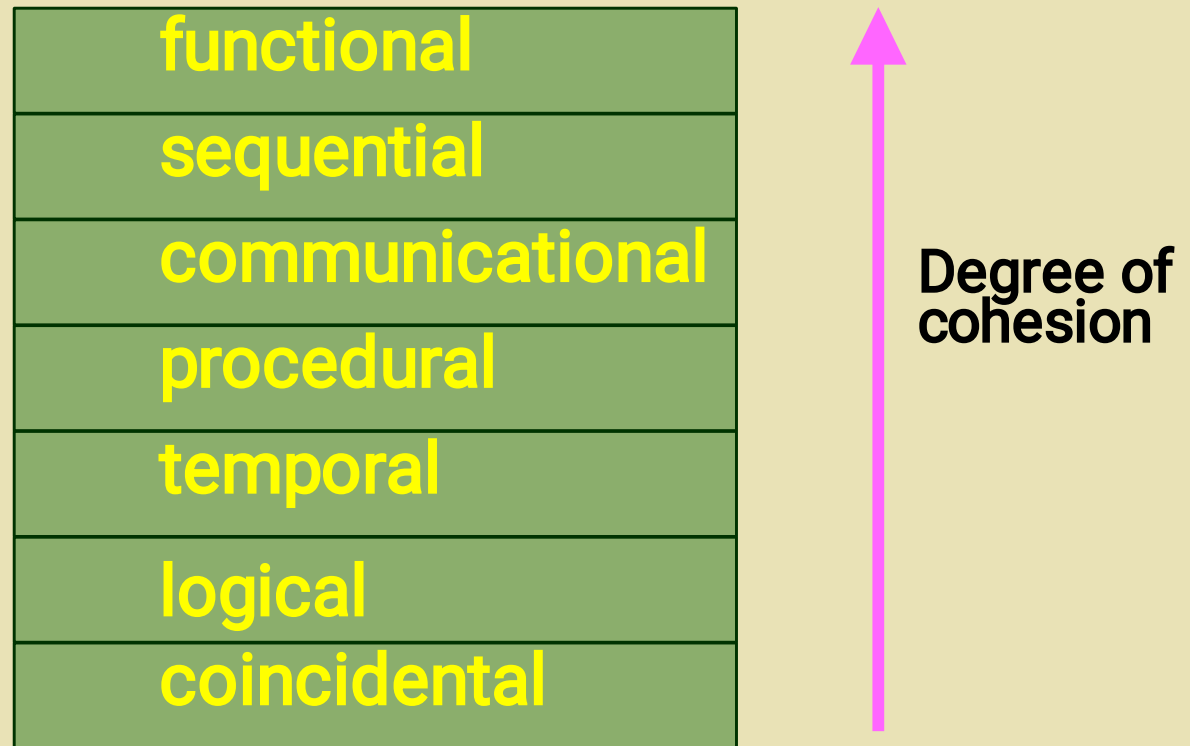 functional
sequential
communicational
procedural
temporal
logical
coincidental
Degree of
cohesion